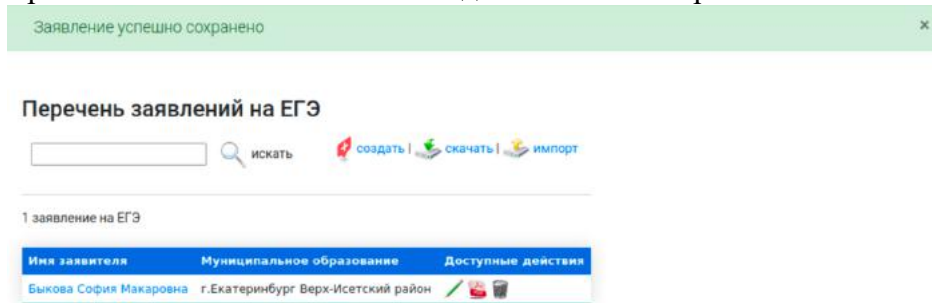 Заявление успешно сохранено ×
Перечень заявлений на ЕГЭ
искать создать | скачать | импорт
1 заявление на ЕГЭ
Имя заявителя Муниципальное образование Доступные действия
Быкова София Макаровна г.Екатеринбург Верх-Исетский район